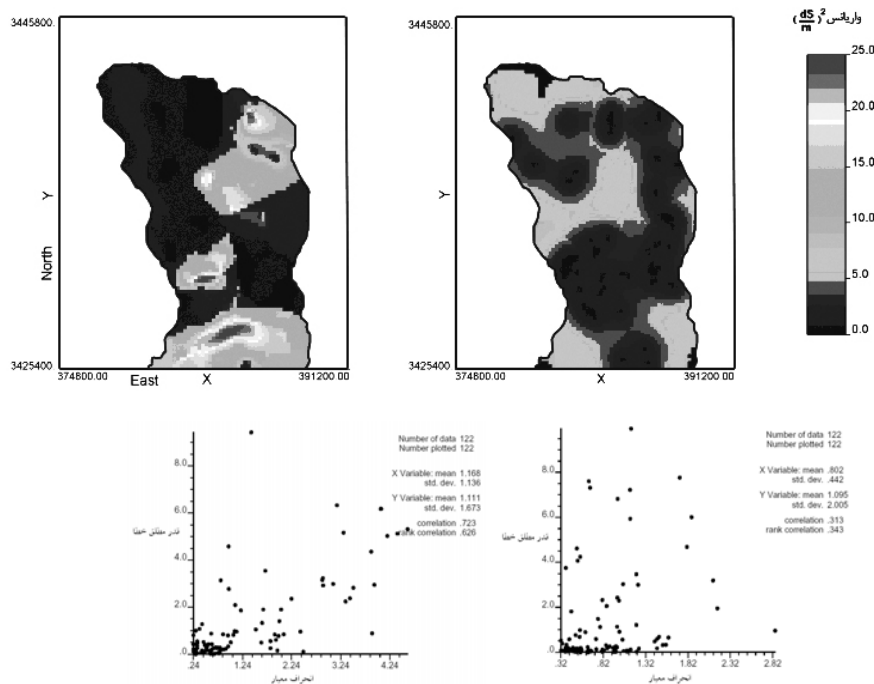 3445800.
Y
North
3425400
374800.00
East
X
391200.00
3445800.
Y
3425400
374800.00
X
391200.00
واریانس (dS/m)²
25.0
20.0
15.0
10.0
5.0
0.0
8.0
6.0
4.0
2.0
0.0
قدر مطلق خطا
Number of data 122
Number plotted 122
X Variable: mean 1.168
std. dev. 1.136
Y Variable: mean 1.111
std. dev. 1.673
correlation .723
rank correlation .626
.24
1.24
2.24
3.24
4.24
انحراف معیار
8.0
6.0
4.0
2.0
0.0
قدر مطلق خطا
Number of data 122
Number plotted 122
X Variable: mean .802
std. dev. .442
Y Variable: mean 1.095
std. dev. 2.005
correlation .313
rank correlation .343
.32
.82
1.32
1.82
2.32
2.82
انحراف معیار